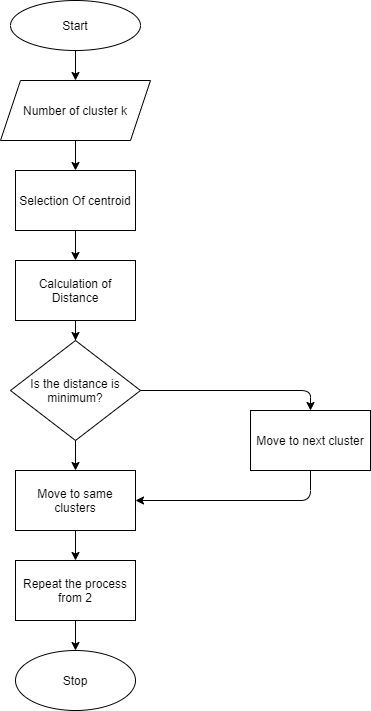 Start
Number of cluster k
Selection Of centroid
Calculation of
Distance
Is the distance is
minimum?
Move to next cluster
Move to same
clusters
Repeat the process
from 2
Stop